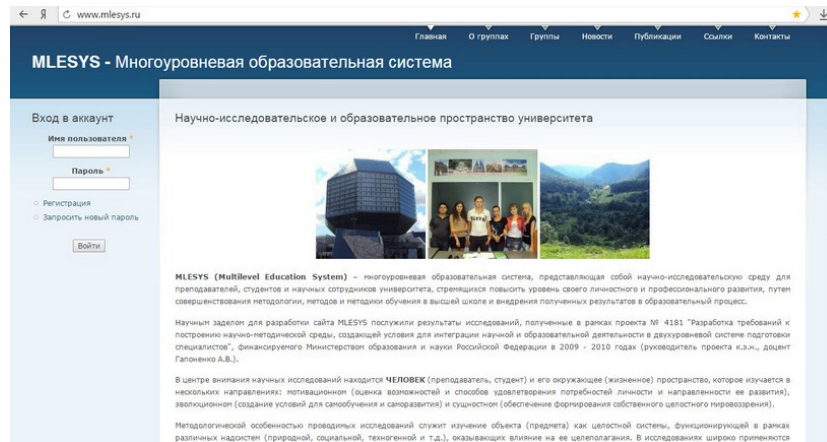 www.mlesys.ru
Главная О группах Группы Новости Публикации Ссылки Контакты
MLESYS - Многоуровневая образовательная система
Вход в аккаунт
Имя пользователя *
Пароль *
Регистрация
Запросить новый пароль
Войти
Научно-исследовательское и образовательное пространство университета
MLESYS (Multilevel Education System) – многоуровневая образовательная система, представляющая собой научно-исследовательскую среду для
преподавателей, студентов и научных сотрудников университета, стремящихся повысить уровень своего личностного и профессионального развития, путем
совершенствования методологии, методов и методики обучения в высшей школе и внедрения полученных результатов в образовательный процесс.
Научным заделом для разработки сайта MLESYS послужили результаты исследований, полученные в рамках проекта № 4181 "Разработка требований к
построению научно-методической среды, создающей условия для интеграции научной и образовательной деятельности в двухуровневой системе подготовки
специалистов", финансируемого Министерством образования и науки Российской Федерации в 2009 - 2010 годах (руководитель проекта к.э.н., доцент
Гапоненко А.В.).
В центре внимания научных исследований находится ЧЕЛОВЕК (преподаватель, студент) и его окружающее (жизненное) пространство, которое изучается в
нескольких направлениях: мотивационном (оценка возможностей и способов удовлетворения потребностей личности и направленности ее развития),
эволюционном (создание условий для самообучения и саморазвития) и сущностном (обеспечение формирования собственного целостного мировоззрения).
Методологической особенностью проводимых исследований служит изучение объекта (предмета) как целостной системы, функционирующей в рамках
различных надсистем (природной, социальной, техногенной и т.д.), оказывающих влияние на ее целеполагания. В исследованиях широко применяются